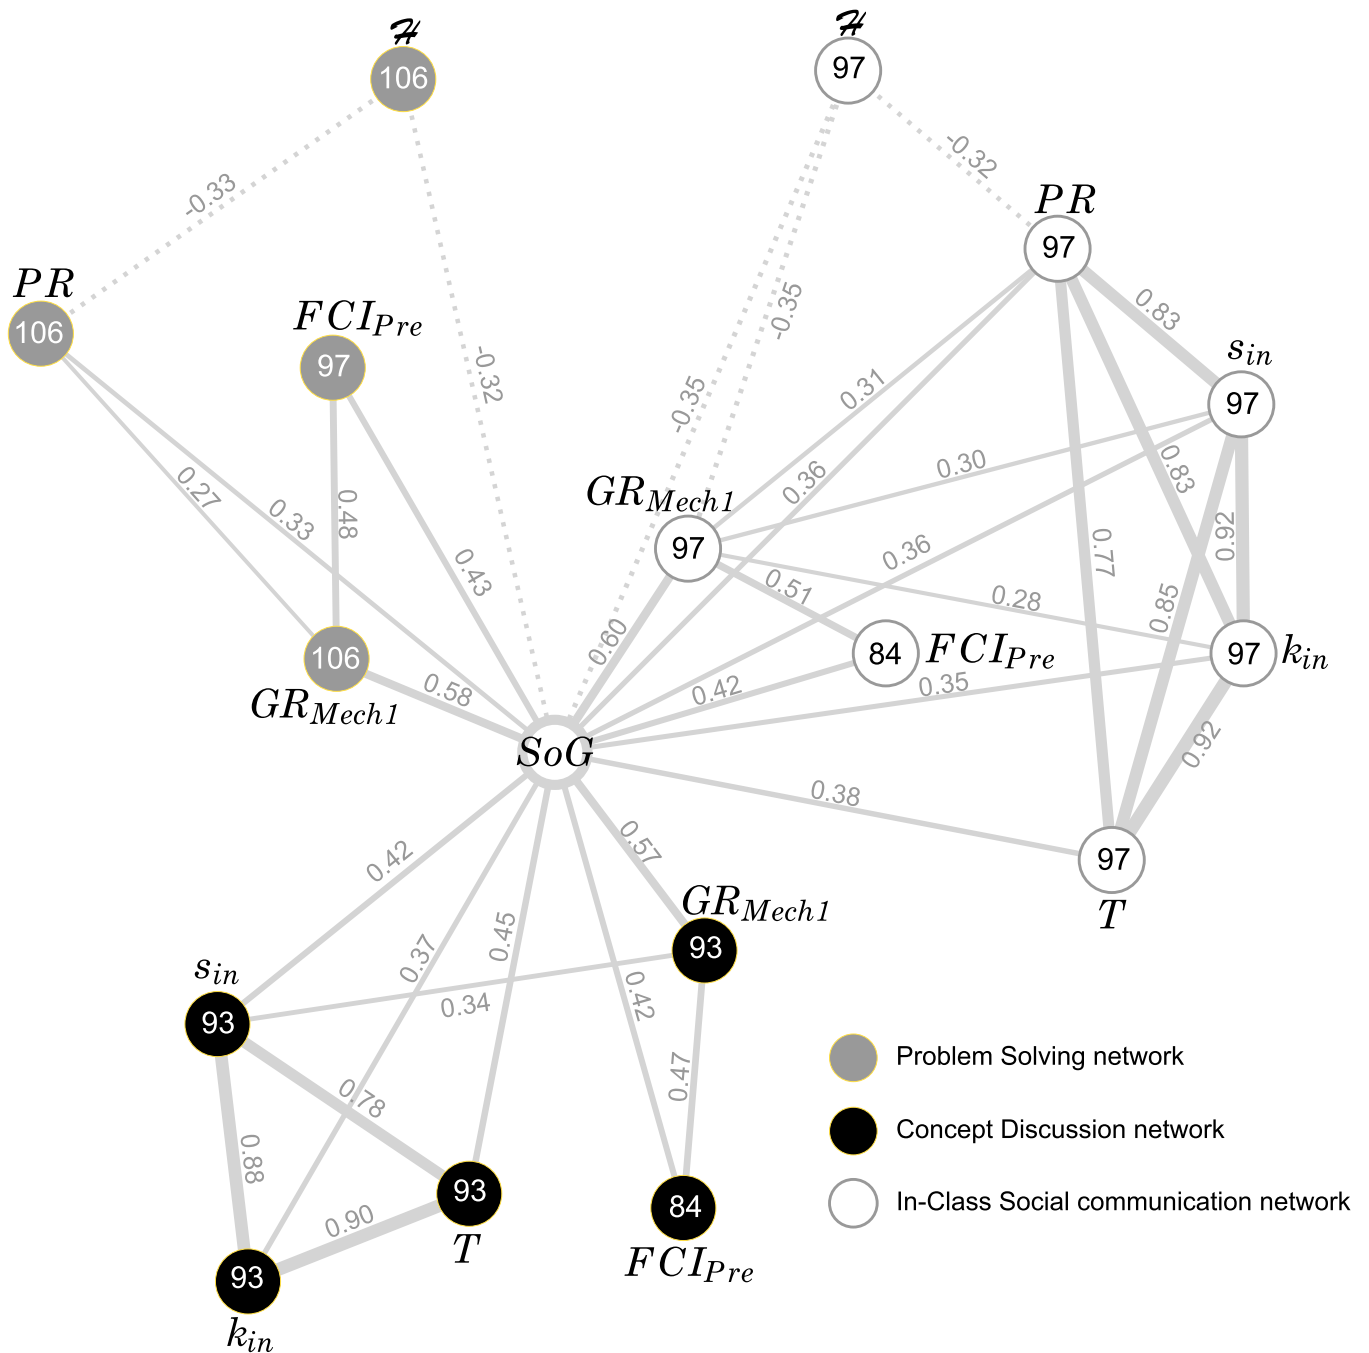 ℋ
106
ℋ
97
-0.33
-0.32
PR
97
PR
106
FCI_Pre
97
-0.32
-0.35
-0.35
0.83
s_in
97
0.31
0.36
0.30
0.83
0.27
0.33
0.48
0.43
GR_Mech1
97
0.36
0.92
0.77
0.51
0.28
0.85
106
GR_Mech1
0.58
0.60
84
FCI_Pre
97
k_in
0.42
0.35
SoG
0.92
0.38
97
T
0.42
0.57
GR_Mech1
93
0.37
0.45
s_in
93
0.34
0.42
0.47
0.78
0.88
93
T
0.90
84
FCI_Pre
93
k_in
Problem Solving network
Concept Discussion network
In-Class Social communication network